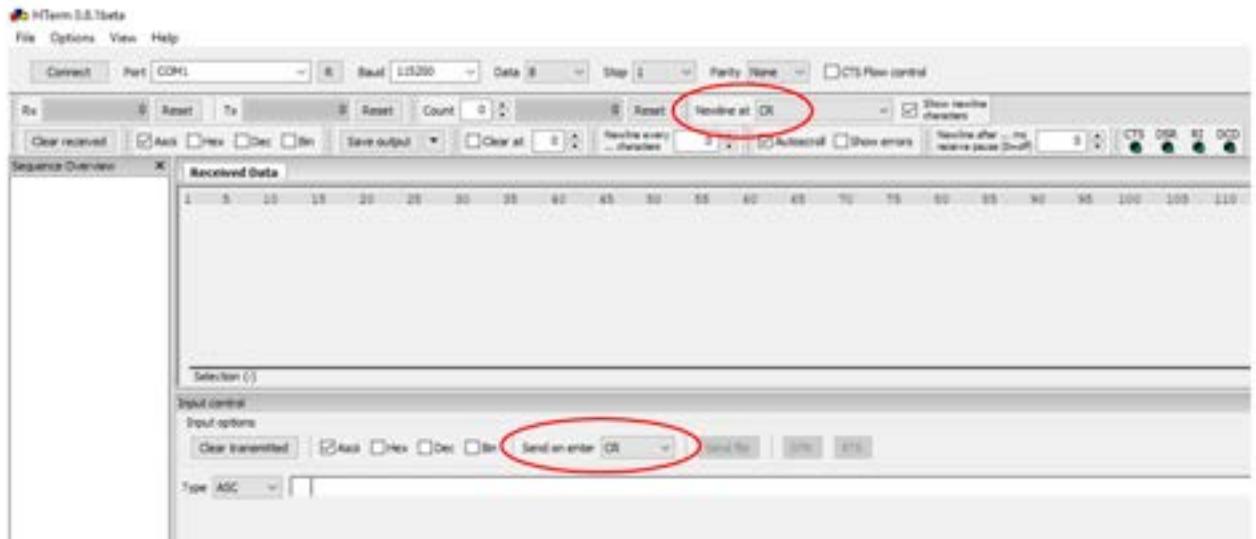 HTerm 0.8.1beta
File Options View Help
Connect Port COM1 R Baud 115200 Data 8 Stop 1 Parity None CTS Flow control
Rx 0 Reset Tx 0 Reset Count 0 0 Reset Newline at CR Show newline characters
Clear received Ascii Hex Dec Bin Save output Clear at 0 Newline every ... characters 0 Autoscroll Show errors Newline after ... ms receive pause (0=off) 0 CTS DSR RI DCD
Sequence Overview Received Data
1 5 10 15 20 25 30 35 40 45 50 55 60 65 70 75 80 85 90 95 100 105 110
Selection (-)
Input control
Input options
Clear transmitted Ascii Hex Dec Bin Send on enter CR Send file DTR RTS
Type ASC